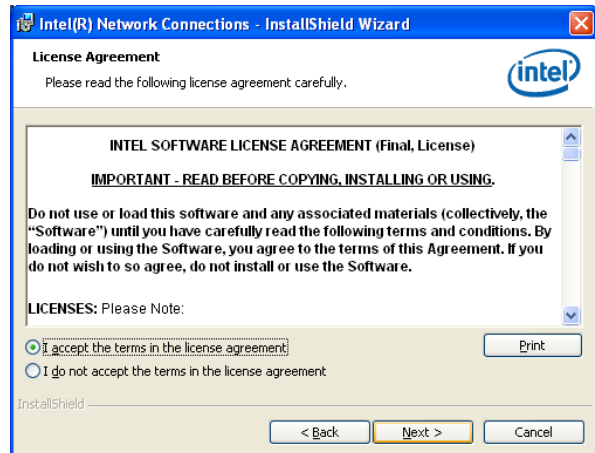 Intel(R) Network Connections - InstallShield Wizard
License Agreement
Please read the following license agreement carefully.
intel
INTEL SOFTWARE LICENSE AGREEMENT (Final, License)
IMPORTANT - READ BEFORE COPYING, INSTALLING OR USING.
Do not use or load this software and any associated materials (collectively, the
“Software”) until you have carefully read the following terms and conditions. By
loading or using the Software, you agree to the terms of this Agreement. If you
do not wish to so agree, do not install or use the Software.
LICENSES: Please Note:
I accept the terms in the license agreement
Print
I do not accept the terms in the license agreement
InstallShield
< Back
Next >
Cancel